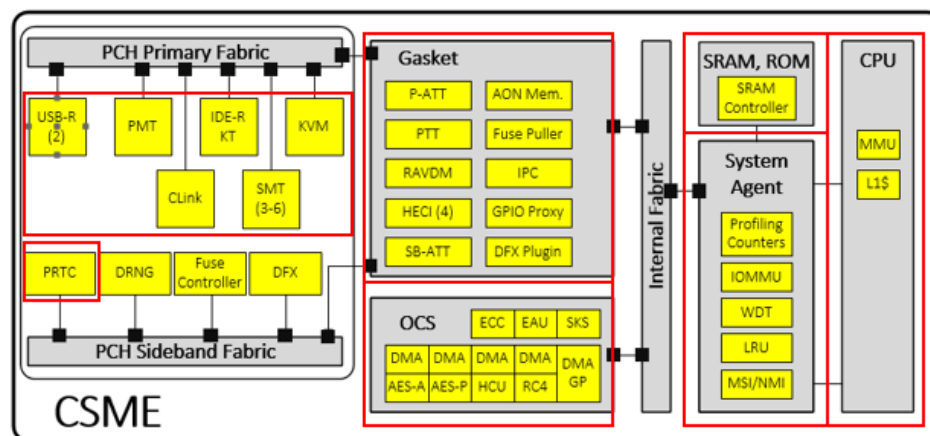 PCH Primary Fabric
USB-R
(2)
PMT
IDE-R
KT
KVM
CLink
SMT
(3-6)
PRTC
DRNG
Fuse
Controller
DFX
PCH Sideband Fabric
CSME
Gasket
P-ATT
AON Mem.
PTT
Fuse Puller
RAVDM
IPC
HECI (4)
GPIO Proxy
SB-ATT
DFX Plugin
OCS
ECC
EAU
SKS
DMA
DMA
DMA
DMA
DMA
GP
AES-A
AES-P
HCU
RC4
Internal Fabric
SRAM, ROM
SRAM
Controller
System
Agent
Profiling
Counters
IOMMU
WDT
LRU
MSI/NMI
CPU
MMU
L1$